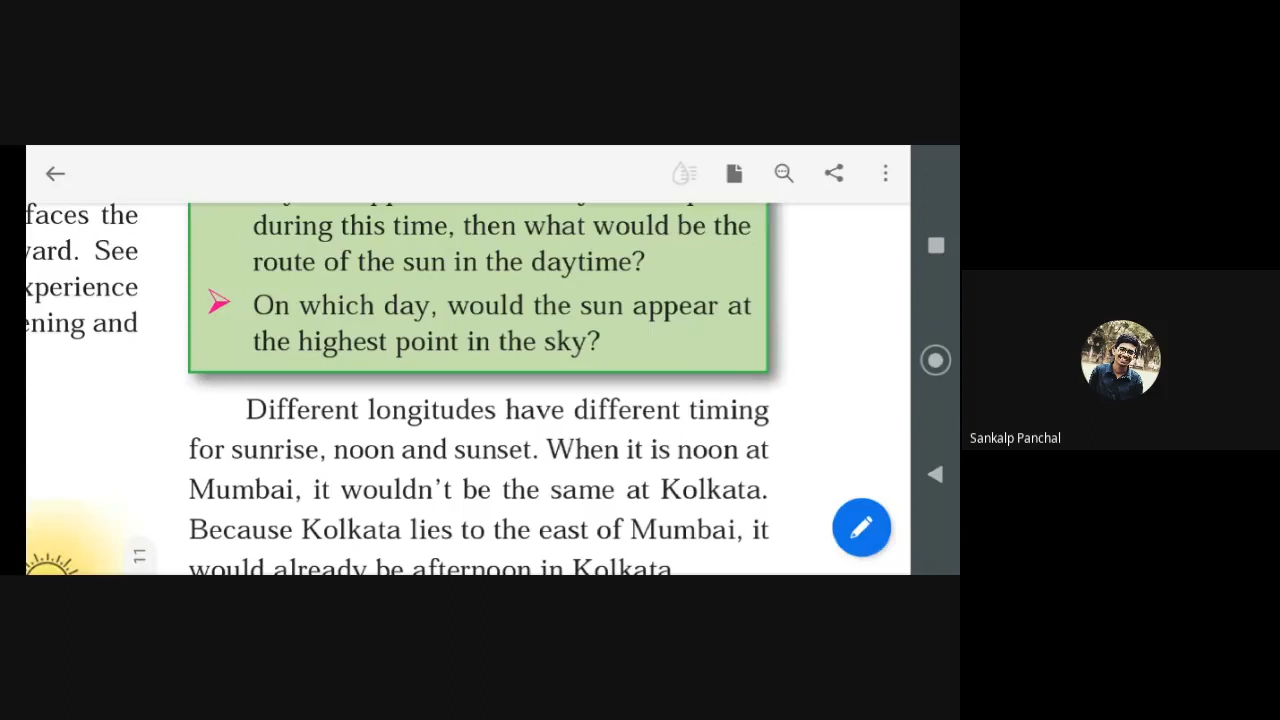 faces the
ward. See
xperience
ening and
during this time, then what would be the
route of the sun in the daytime?
On which day, would the sun appear at
the highest point in the sky?
Different longitudes have different timing
for sunrise, noon and sunset. When it is noon at
Mumbai, it wouldn't be the same at Kolkata.
Because Kolkata lies to the east of Mumbai, it
would already be afternoon in Kolkata.
11
Sankalp Panchal